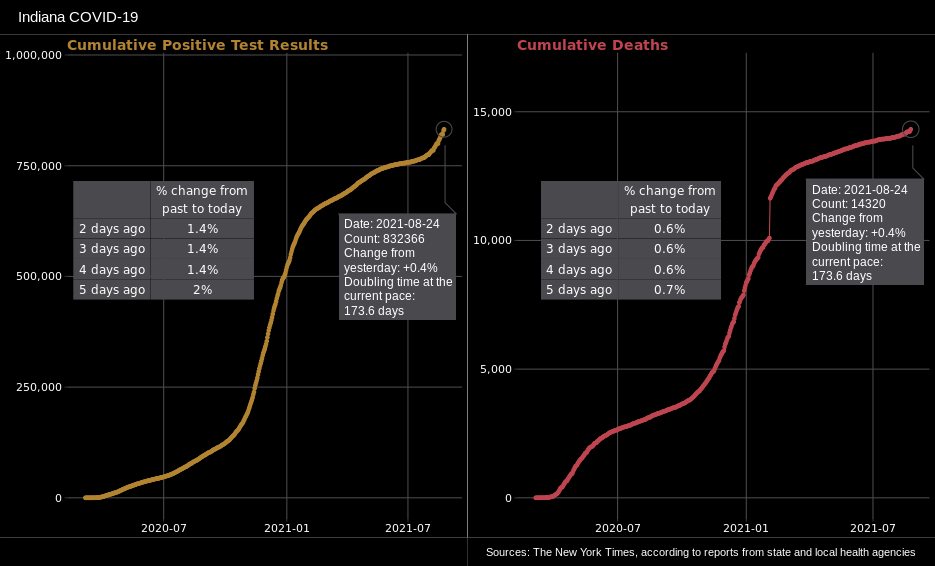 Indiana COVID-19
Cumulative Positive Test Results
1,000,000
750,000
500,000
250,000
0
2020-07
2021-01
2021-07
% change from
past to today
2 days ago 1.4%
3 days ago 1.4%
4 days ago 1.4%
5 days ago 2%
Date: 2021-08-24
Count: 832366
Change from
yesterday: +0.4%
Doubling time at the
current pace:
173.6 days
Cumulative Deaths
15,000
10,000
5,000
0
2020-07
2021-01
2021-07
% change from
past to today
2 days ago 0.6%
3 days ago 0.6%
4 days ago 0.6%
5 days ago 0.7%
Date: 2021-08-24
Count: 14320
Change from
yesterday: +0.4%
Doubling time at the
current pace:
173.6 days
Sources: The New York Times, according to reports from state and local health agencies